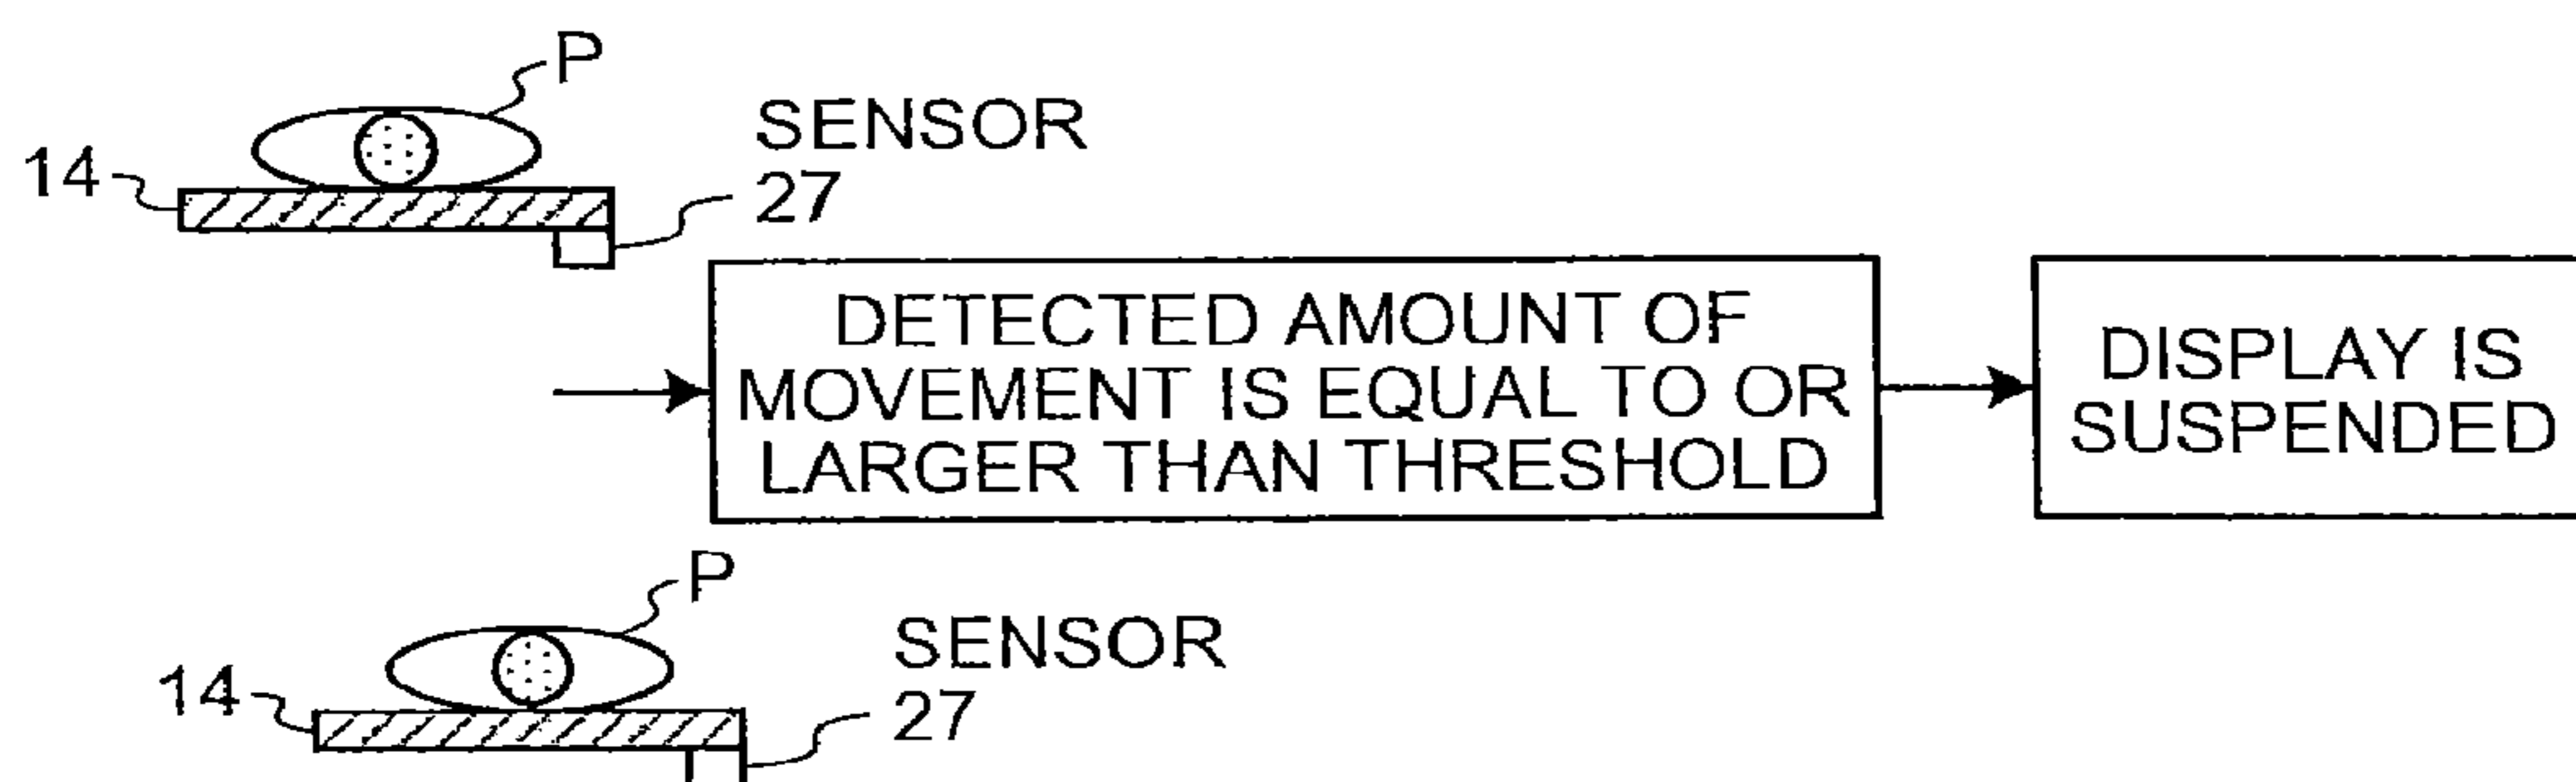 P
14
SENSOR
27
DETECTED AMOUNT OF
MOVEMENT IS EQUAL TO OR
LARGER THAN THRESHOLD
DISPLAY IS
SUSPENDED
P
14
SENSOR
27